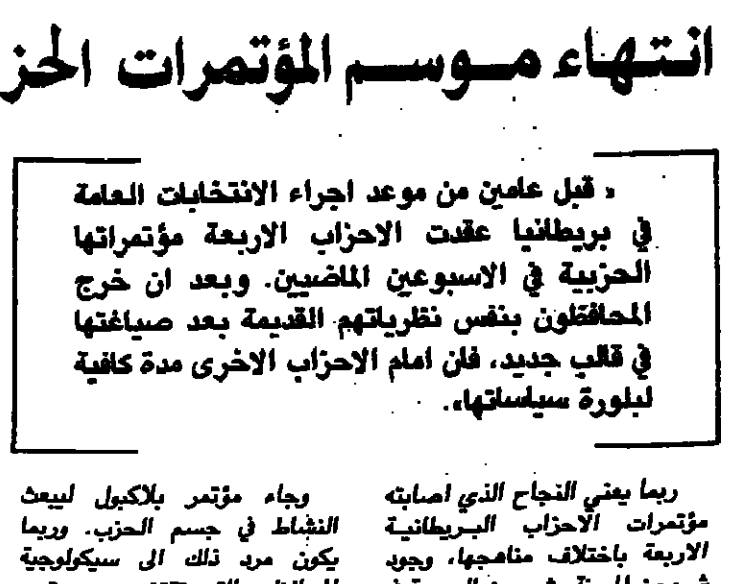 انتهاء موسم المؤتمرات الحز
« قبل عامين من موعد اجراء الانتخابات العامة
في بريطانيا عقدت الاحزاب الاربعة مؤتمراتها
الحزبية في الاسبوعين الماضيين. وبعد ان خرج
المحافظون بنفس نظرياتهم القديمة بعد صياغتها
في قالب جديد، فان امام الاحزاب الاخرى مدة كافية
لبلورة سياساتها».
ربما يعني النجاح الذي اصابته
مؤتمرات الاحزاب البريطانية
الاربعة باختلاف مناهجها، وجود
وجاء مؤتمر بلاكبول ليبعث
النشاط في جسم الحزب. وربما
يكون مرد ذلك الى سيكولوجية